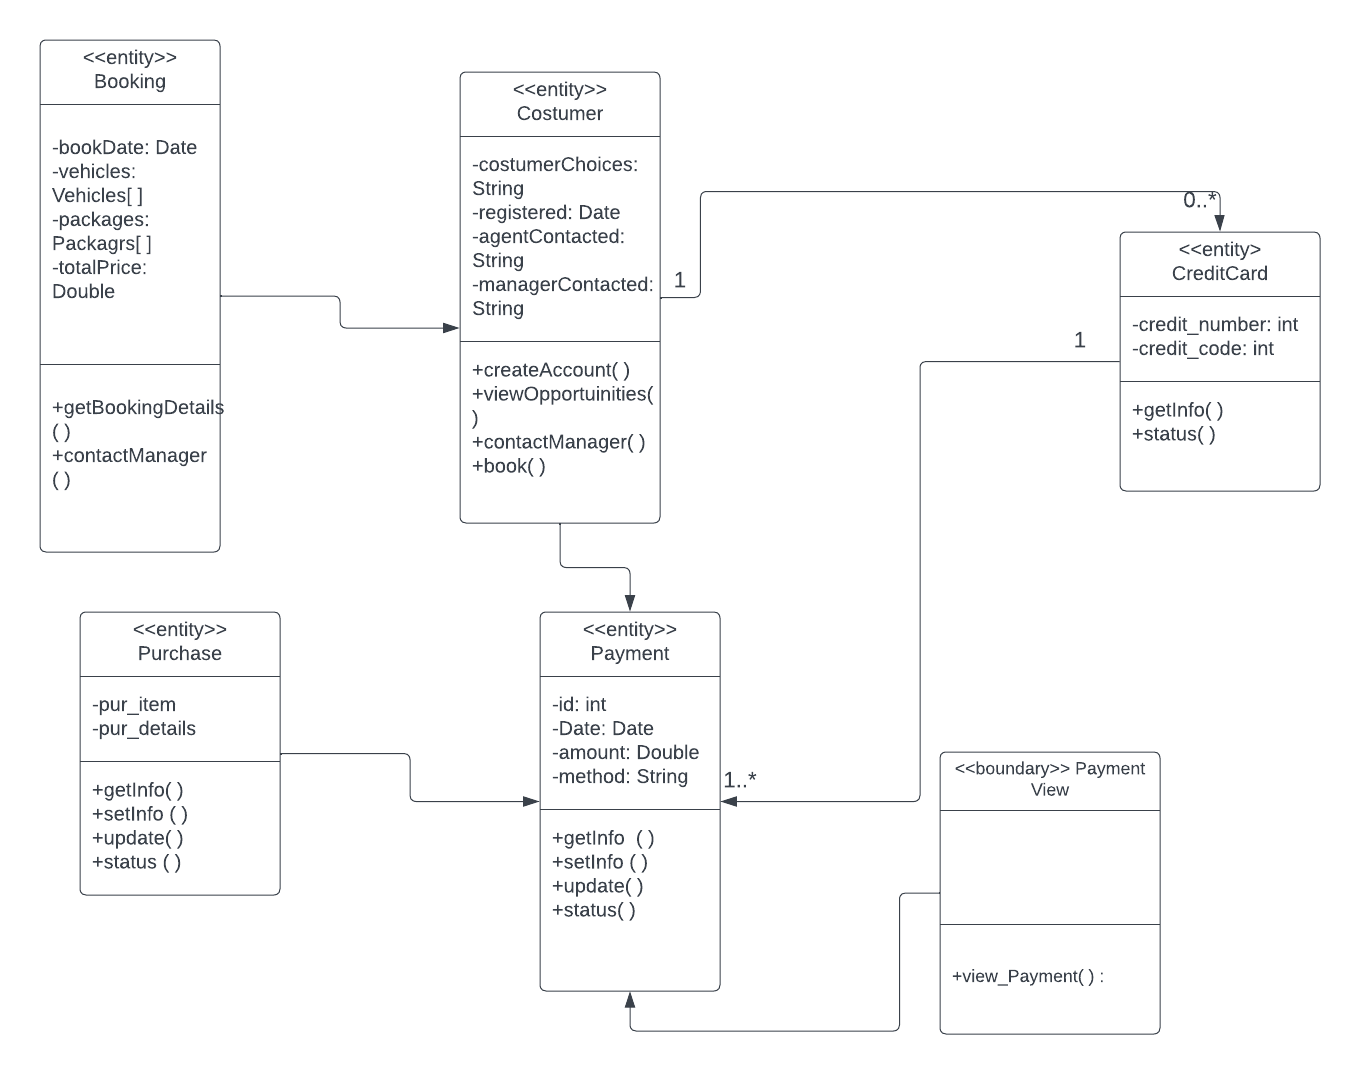 <<entity>>
Booking
-bookDate: Date
-vehicles:
Vehicles[ ]
-packages:
Packagrs[ ]
-totalPrice:
Double
+getBookingDetails
( )
+contactManager
( )
<<entity>>
Costumer
-costumerChoices:
String
-registered: Date
-agentContacted:
String
-managerContacted:
String
+createAccount( )
+viewOpportuinities(
)
+contactManager( )
+book( )
1
0..*
<<entity>
CreditCard
-credit_number: int
-credit_code: int
+getInfo( )
+status( )
1
<<entity>>
Purchase
-pur_item
-pur_details
+getInfo( )
+setInfo ( )
+update( )
+status ( )
<<entity>>
Payment
-id: int
-Date: Date
-amount: Double
-method: String
+getInfo  ( )
+setInfo ( )
+update( )
+status( )
1..*
<<boundary>> Payment
View
+view_Payment( ) :